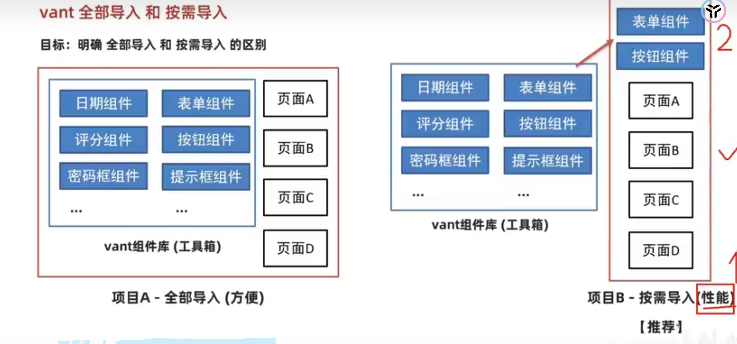 vant 全部导入 和 按需导入
目标：明确 全部导入 和 按需导入 的区别
日期组件
表单组件
评分组件
按钮组件
密码框组件
提示框组件
...
...
vant组件库 (工具箱)
页面A
页面B
页面C
页面D
项目A - 全部导入 (方便)
日期组件
表单组件
评分组件
按钮组件
密码框组件
提示框组件
...
...
vant组件库 (工具箱)
表单组件
按钮组件
页面A
页面B
页面C
页面D
项目B - 按需导入(性能)
【推荐】
2